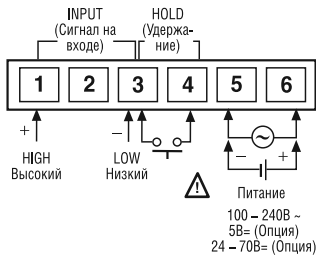 INPUT
(Сигнал на
входе)
HOLD
(Удержа-
ние)
1 2 3 4 5 6
+
HIGH
Высокий
–
LOW
Низкий
– +
Питание
100 – 240В ~
5В= (Опция)
24 – 70В= (Опция)